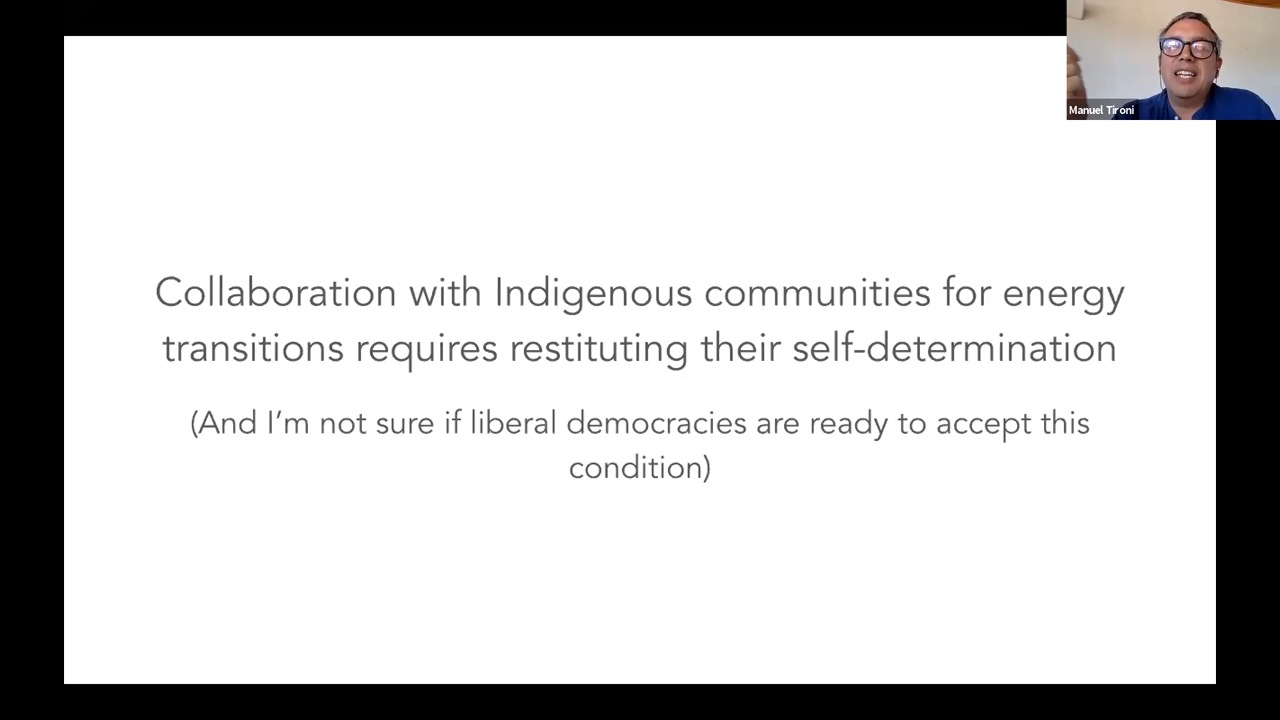 Manuel Tironi
Collaboration with Indigenous communities for energy
transitions requires restituting their self-determination
(And I’m not sure if liberal democracies are ready to accept this
condition)